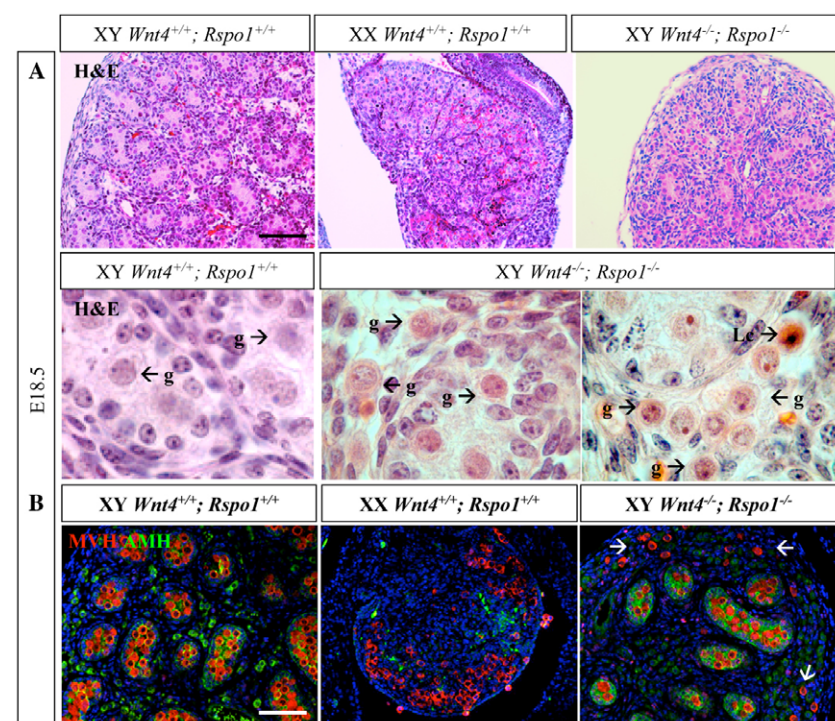 XY Wnt4+/+; Rspo1+/+ XX Wnt4+/+; Rspo1+/+ XY Wnt4-/-; Rspo1-/-
A H&E
XY Wnt4+/+; Rspo1+/+ XY Wnt4-/-; Rspo1-/-
H&E g → g → Lc →
← g ← g g → g → ← g
g →
E18.5
B XY Wnt4+/+; Rspo1+/+ XX Wnt4+/+; Rspo1+/+ XY Wnt4-/-; Rspo1-/-
MVH/AMH